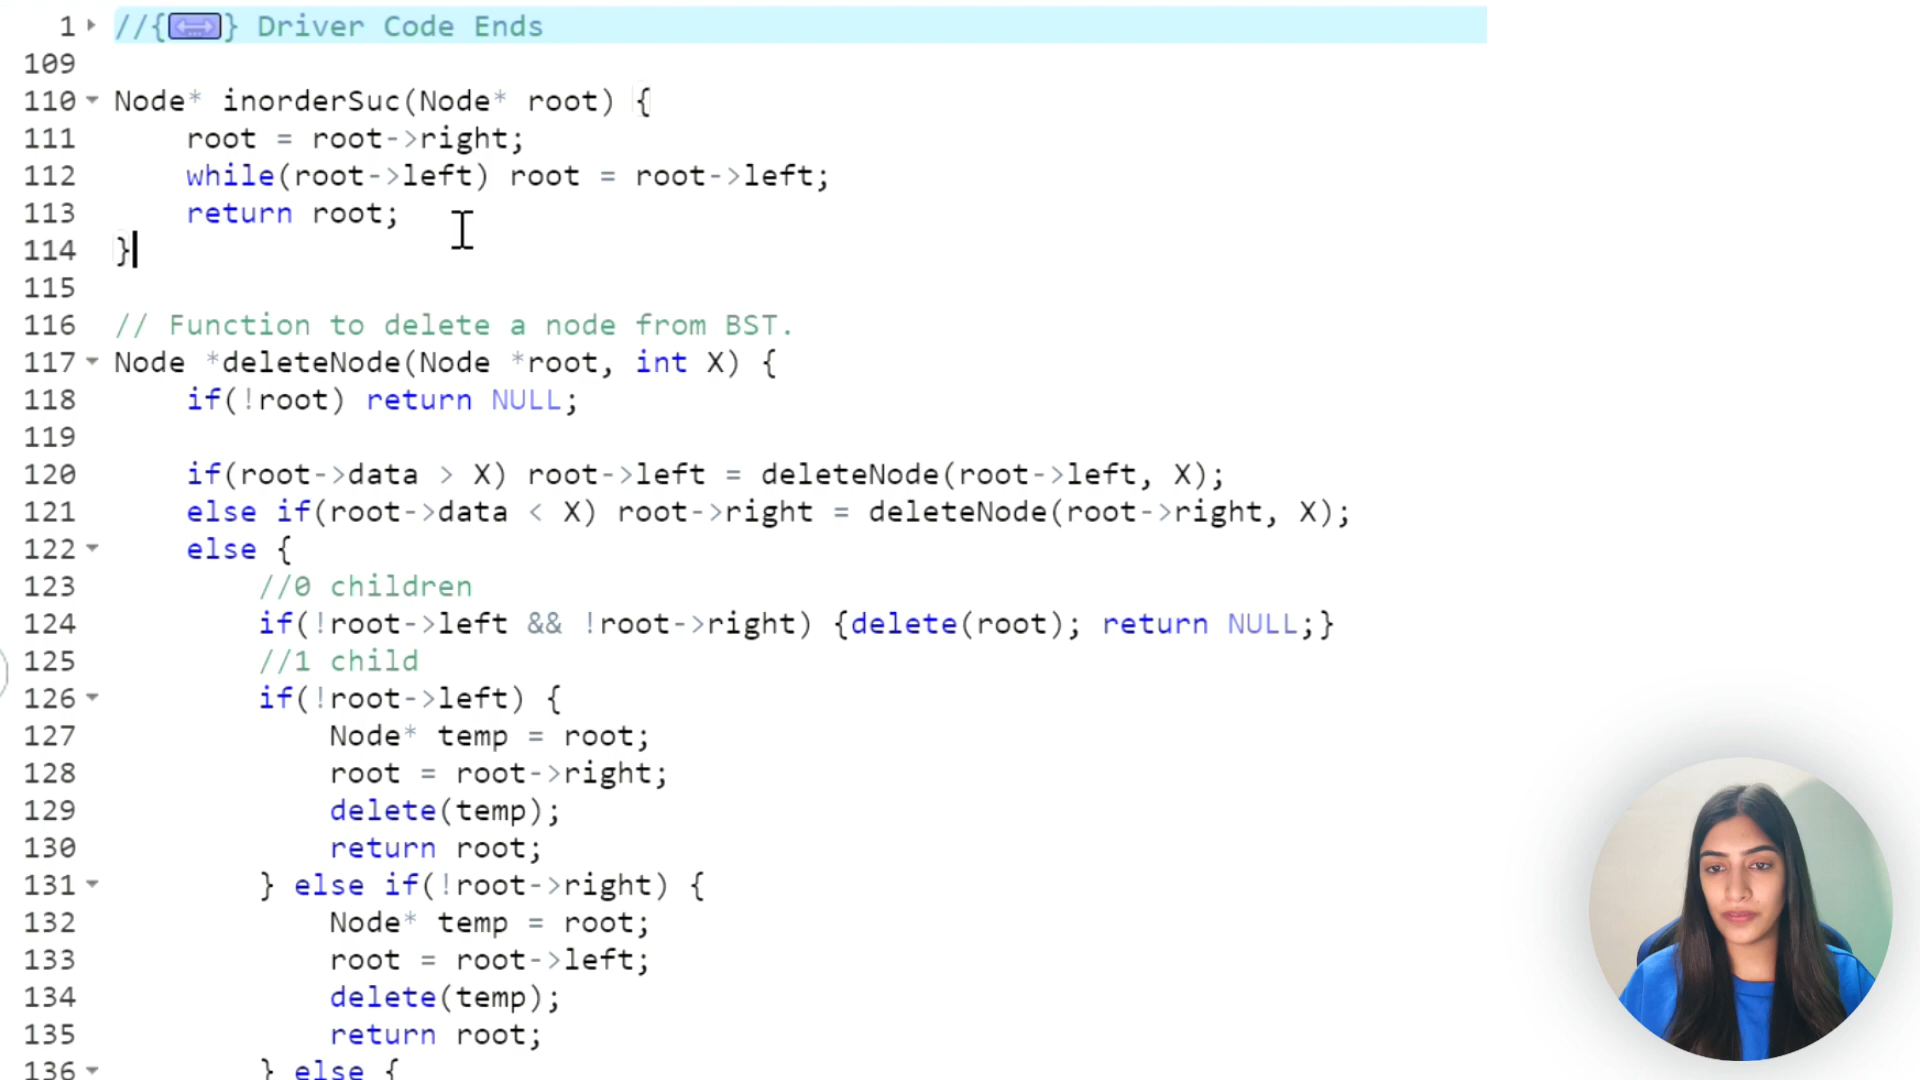 1 //{} Driver Code Ends
109
110 Node* inorderSuc(Node* root) {
111     root = root->right;
112     while(root->left) root = root->left;
113     return root;
114 }
115
116 // Function to delete a node from BST.
117 Node *deleteNode(Node *root, int X) {
118     if(!root) return NULL;
119
120     if(root->data > X) root->left = deleteNode(root->left, X);
121     else if(root->data < X) root->right = deleteNode(root->right, X);
122     else {
123         //0 children
124         if(!root->left && !root->right) {delete(root); return NULL;}
125         //1 child
126         if(!root->left) {
127             Node* temp = root;
128             root = root->right;
129             delete(temp);
130             return root;
131         } else if(!root->right) {
132             Node* temp = root;
133             root = root->left;
134             delete(temp);
135             return root;
136         } else {